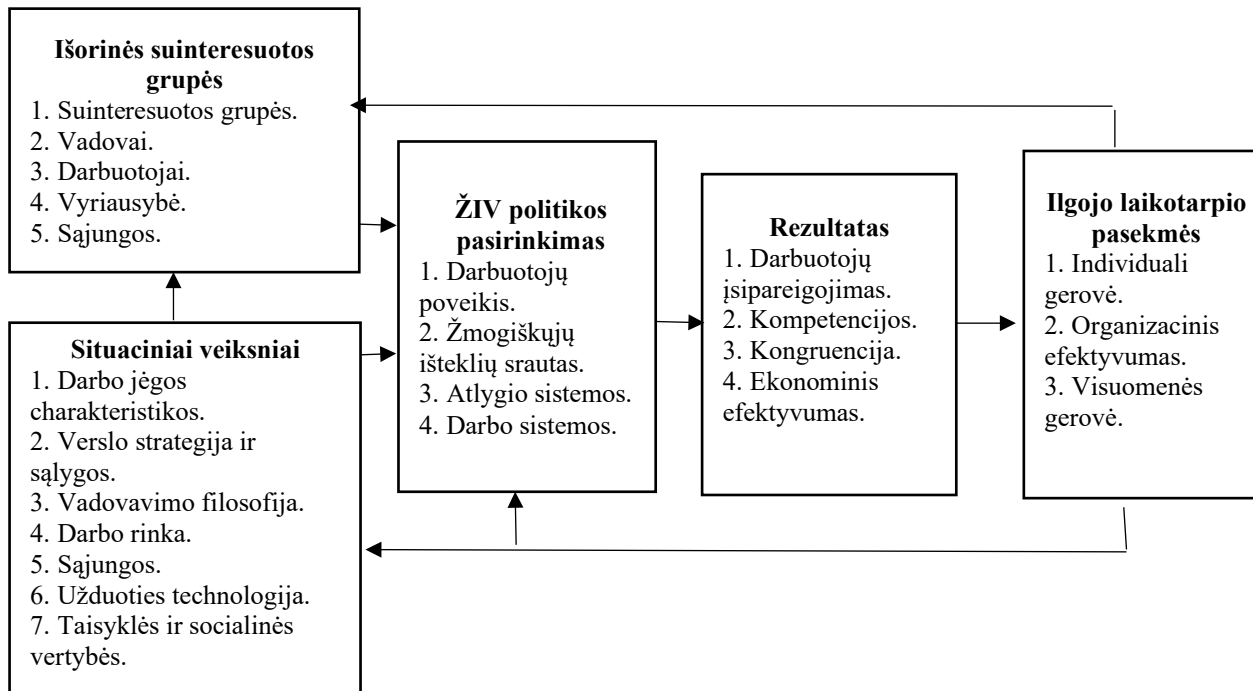 Išorinės suinteresuotos
grupės
1. Suinteresuotos grupės.
2. Vadovai.
3. Darbuotojai.
4. Vyriausybė.
5. Sąjungos.
Situaciniai veiksniai
1. Darbo jėgos
charakteristikos.
2. Verslo strategija ir
sąlygos.
3. Vadovavimo filosofija.
4. Darbo rinka.
5. Sąjungos.
6. Užduoties technologija.
7. Taisyklės ir socialinės
vertybės.
ŽIV politikos
pasirinkimas
1. Darbuotojų
poveikis.
2. Žmogiškųjų
išteklių srautas.
3. Atlygio sistemos.
4. Darbo sistemos.
Rezultatas
1. Darbuotojų
įsipareigojimas.
2. Kompetencijos.
3. Kongruencija.
4. Ekonominis
efektyvumas.
Ilgojo laikotarpio
pasekmės
1. Individuali
gerovė.
2. Organizacinis
efektyvumas.
3. Visuomenės
gerovė.